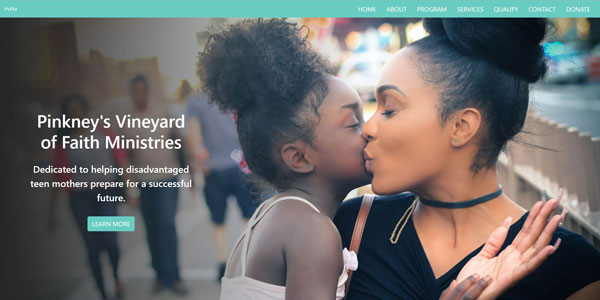 PVFM
HOME ABOUT PROGRAM SERVICES QUALIFY CONTACT DONATE
Pinkney's Vineyard
of Faith Ministries
Dedicated to helping disadvantaged
teen mothers prepare for a successful
future.
LEARN MORE